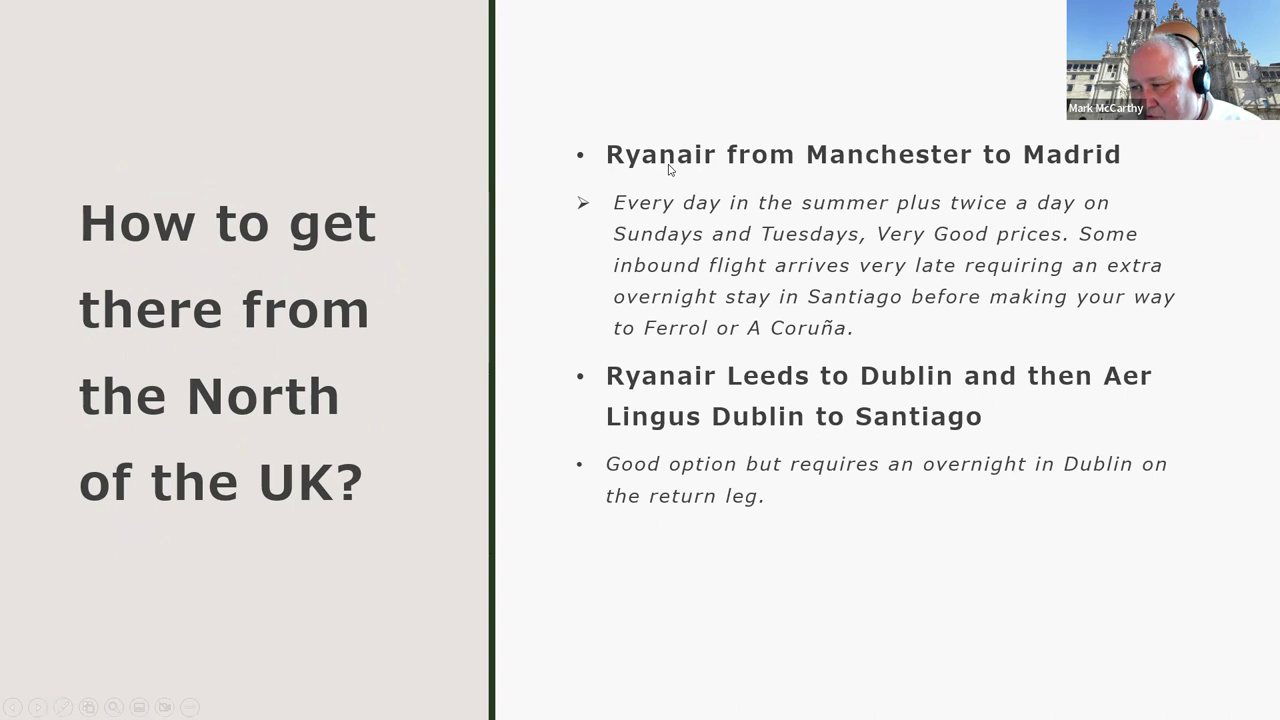 How to get
there from
the North
of the UK?
Mark McCarthy
Ryanair from Manchester to Madrid
Every day in the summer plus twice a day on
Sundays and Tuesdays, Very Good prices. Some
inbound flight arrives very late requiring an extra
overnight stay in Santiago before making your way
to Ferrol or A Coruña.
Ryanair Leeds to Dublin and then Aer
Lingus Dublin to Santiago
Good option but requires an overnight in Dublin on
the return leg.